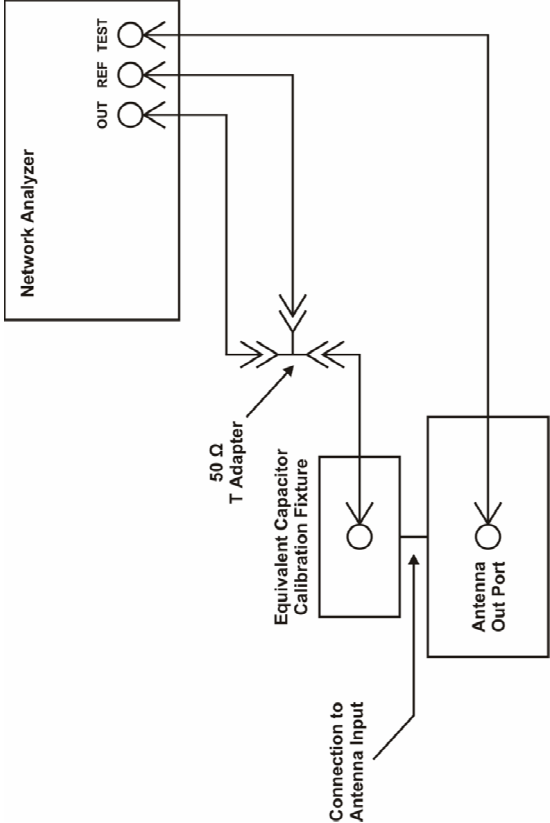 Network Analyzer
OUT
REF
TEST
50 Ω
T Adapter
Equivalent Capacitor
Calibration Fixture
Antenna
Out Port
Connection to
Antenna Input